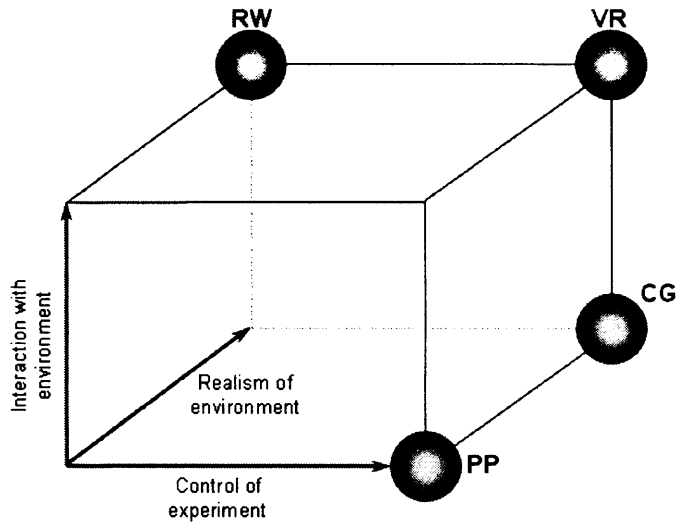 RW
VR
Interaction with
environment
CG
Realism of
environment
PP
Control of
experiment